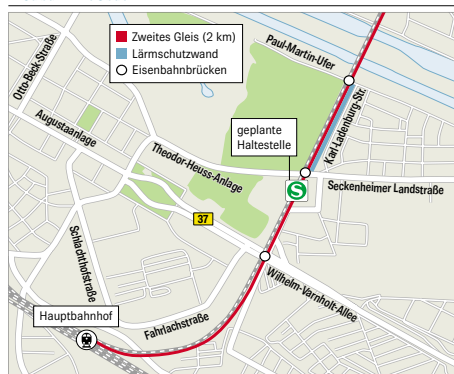 Zweites Gleis (2 km)
Lärmschutzwand
Eisenbahnbrücken
Paul-Martin-Ufer
Otto-Beck-Straße
Augustaanlage
geplante
Haltestelle
Karl-Ladenburg-Str.
Theodor-Heuss-Anlage
S
Seckenheimer Landstraße
37
Schlachthofstraße
Wilhelm-Varnholt-Allee
Hauptbahnhof
Fahrlachstraße